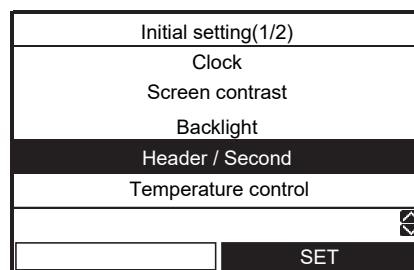 Initial setting(1/2)
Clock
Screen contrast
Backlight
Header / Second
Temperature control
SET